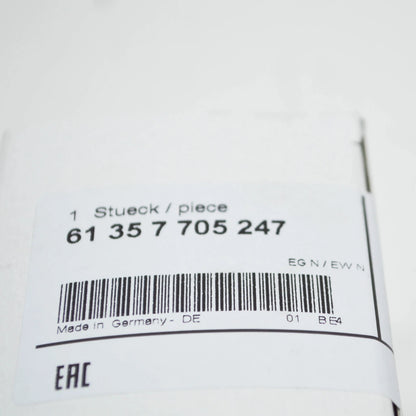 1 Stueck / piece
61 35 7 705 247
EG N / EW N
Made in Germany - DE 01 BE4
EAC